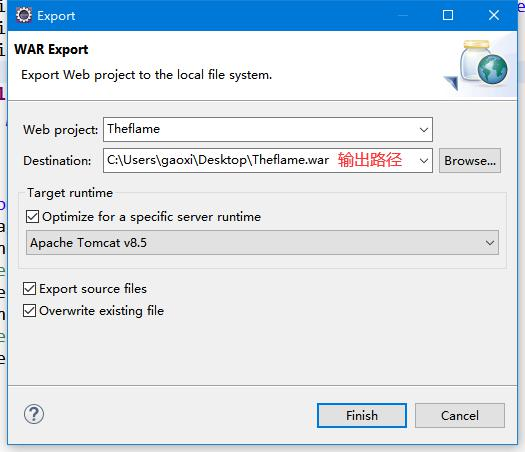 Export
WAR Export
Export Web project to the local file system.
Web project: Theflame
Destination: C:\Users\gaoxi\Desktop\Theflame.war 输出路径 Browse...
Target runtime
Optimize for a specific server runtime
Apache Tomcat v8.5
Export source files
Overwrite existing file
? Finish Cancel